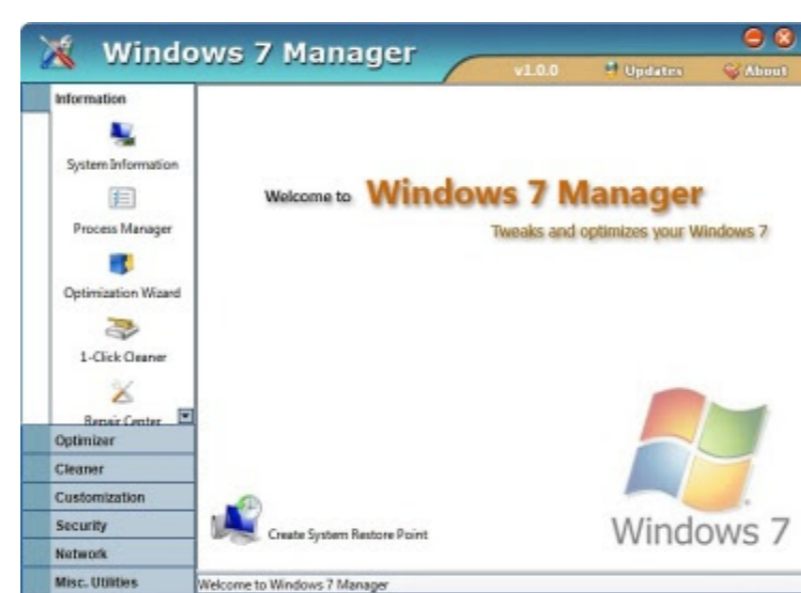 Windows 7 Manager
v1.0.0 Updates About
Information
System Information
Process Manager
Optimization Wizard
1-Click Cleaner
Repair Center
Optimizer
Cleaner
Customization
Security
Network
Misc. Utilities
Welcome to Windows 7 Manager
Tweaks and optimizes your Windows 7
Create System Restore Point
Windows 7
Welcome to Windows 7 Manager